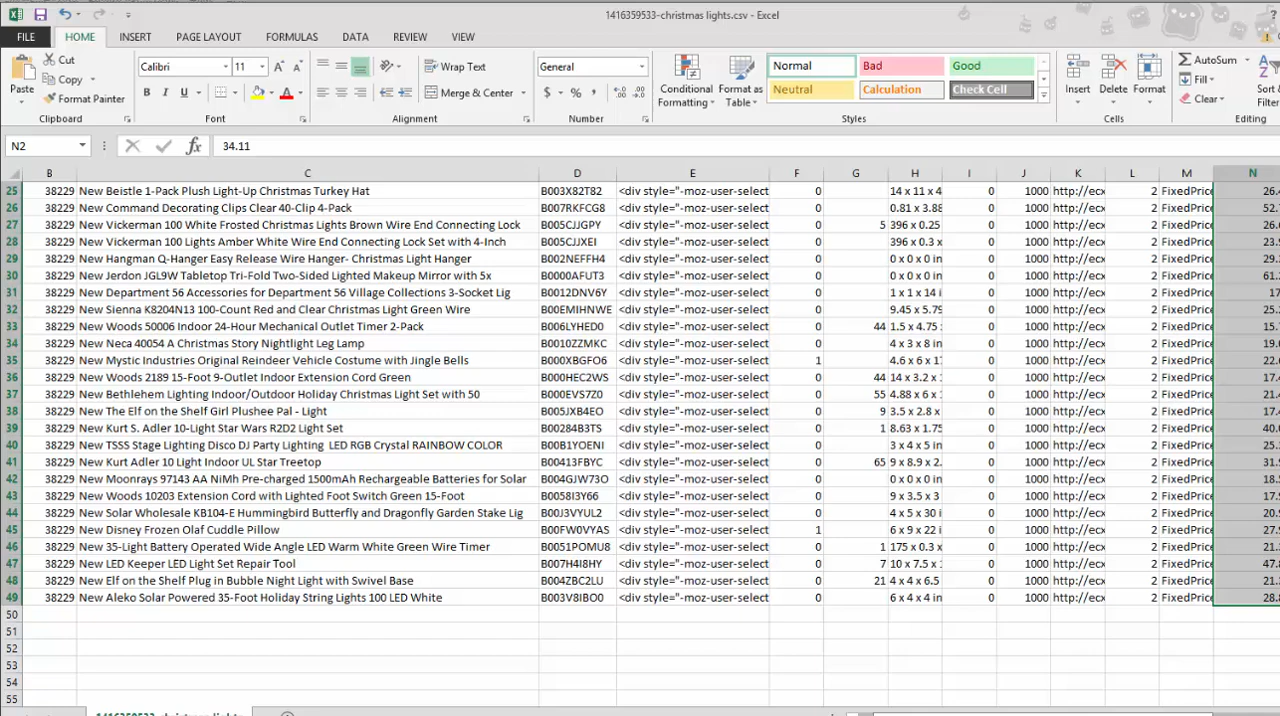 1416359533-christmas lights.csv - Excel
?
FILE HOME INSERT PAGE LAYOUT FORMULAS DATA REVIEW VIEW
Paste Cut Copy Format Painter Clipboard
Calibri 11 A A B I U A Font
Wrap Text Merge & Center Alignment
General $ % , Number
Conditional Formatting Format as Table
Normal Bad Good
Neutral Calculation Check Cell
Styles
Insert Delete Format Cells
AutoSum Fill Clear Sort Filter Editing
N2 fx 34.11
B C D E F G H I J K L M N
25 38229 New Beistle 1-Pack Plush Light-Up Christmas Turkey Hat B003X82T82 <div style="-moz-user-select 0 14 x 11 x 4 0 1000 http://ecx 2 FixedPrice 26.
26 38229 New Command Decorating Clips Clear 40-Clip 4-Pack B007RKFCG8 <div style="-moz-user-select 0 0.81 x 3.88 0 1000 http://ecx 2 FixedPrice 52.
27 38229 New Vickerman 100 White Frosted Christmas Lights Brown Wire End Connecting Lock B005CJJGPY <div style="-moz-user-select 0 5 396 x 0.25 0 1000 http://ecx 2 FixedPrice 26.
28 38229 New Vickerman 100 Lights Amber White Wire End Connecting Lock Set with 4-Inch B005CJJXEI <div style="-moz-user-select 0 396 x 0.3 x 0 1000 http://ecx 2 FixedPrice 23.
29 38229 New Hangman Q-Hanger Easy Release Wire Hanger- Christmas Light Hanger B002NEFFH4 <div style="-moz-user-select 0 0 x 0 x 0 in 0 1000 http://ecx 2 FixedPrice 29.
30 38229 New Jerdon JGL9W Tabletop Tri-Fold Two-Sided Lighted Makeup Mirror with 5x B0000AFUT3 <div style="-moz-user-select 0 0 x 0 x 0 in 0 1000 http://ecx 2 FixedPrice 61.
31 38229 New Department 56 Accessories for Department 56 Village Collections 3-Socket Lig B0012DNV6Y <div style="-moz-user-select 0 1 x 1 x 14 i 0 1000 http://ecx 2 FixedPrice 17
32 38229 New Sienna K8204N13 100-Count Red and Clear Christmas Light Green Wire B00EMIHNWE <div style="-moz-user-select 0 9.45 x 5.79 0 1000 http://ecx 2 FixedPrice 25.
33 38229 New Woods 50006 Indoor 24-Hour Mechanical Outlet Timer 2-Pack B006LYHED0 <div style="-moz-user-select 0 44 1.5 x 4.75 0 1000 http://ecx 2 FixedPrice 15.
34 38229 New Neca 40054 A Christmas Story Nightlight Leg Lamp B0010ZZMKC <div style="-moz-user-select 0 4 x 3 x 8 in 0 1000 http://ecx 2 FixedPrice 19.
35 38229 New Mystic Industries Original Reindeer Vehicle Costume with Jingle Bells B000XBGFO6 <div style="-moz-user-select 1 4.6 x 6 x 1 0 1000 http://ecx 2 FixedPrice 22.
36 38229 New Woods 2189 15-Foot 9-Outlet Indoor Extension Cord Green B000HEC2WS <div style="-moz-user-select 0 44 14 x 3.2 x 0 1000 http://ecx 2 FixedPrice 17.
37 38229 New Bethlehem Lighting Indoor/Outdoor Holiday Christmas Light Set with 50 B000EVS7Z0 <div style="-moz-user-select 0 55 4.88 x 6 x 0 1000 http://ecx 2 FixedPrice 21.
38 38229 New The Elf on the Shelf Girl Plushee Pal - Light B005JXB4EO <div style="-moz-user-select 0 9 3.5 x 2.8 x 0 1000 http://ecx 2 FixedPrice 17.
39 38229 New Kurt S. Adler 10-Light Star Wars R2D2 Light Set B00284B3TS <div style="-moz-user-select 0 1 8.63 x 1.75 0 1000 http://ecx 2 FixedPrice 40.
40 38229 New TSSS Stage Lighting Disco DJ Party Lighting LED RGB Crystal RAINBOW COLOR B00B1YOENI <div style="-moz-user-select 0 3 x 4 x 5 in 0 1000 http://ecx 2 FixedPrice 25.
41 38229 New Kurt Adler 10 Light Indoor UL Star Treetop B00413FBYC <div style="-moz-user-select 0 65 9 x 8.9 x 2. 0 1000 http://ecx 2 FixedPrice 31.
42 38229 New Moonrays 97143 AA NiMh Pre-charged 1500mAh Rechargeable Batteries for Solar B004GJW73O <div style="-moz-user-select 0 0 x 0 x 0 in 0 1000 http://ecx 2 FixedPrice 18.
43 38229 New Woods 10203 Extension Cord with Lighted Foot Switch Green 15-Foot B0058I3Y66 <div style="-moz-user-select 0 9 x 3.5 x 3 0 1000 http://ecx 2 FixedPrice 17.
44 38229 New Solar Wholesale KB104-E Hummingbird Butterfly and Dragonfly Garden Stake Lig B00J3VYUL2 <div style="-moz-user-select 0 4 x 5 x 30 i 0 1000 http://ecx 2 FixedPrice 20.
45 38229 New Disney Frozen Olaf Cuddle Pillow B00FW0VYAS <div style="-moz-user-select 1 6 x 9 x 22 i 0 1000 http://ecx 2 FixedPrice 27.
46 38229 New 35-Light Battery Operated Wide Angle LED Warm White Green Wire Timer B0051POMU8 <div style="-moz-user-select 0 1 175 x 0.3 x 0 1000 http://ecx 2 FixedPrice 21.
47 38229 New LED Keeper LED Light Set Repair Tool B007H4I8HY <div style="-moz-user-select 0 7 10 x 7.5 x 0 1000 http://ecx 2 FixedPrice 47.
48 38229 New Elf on the Shelf Plug in Bubble Night Light with Swivel Base B004ZBC2LU <div style="-moz-user-select 0 21 4 x 4 x 6.5 0 1000 http://ecx 2 FixedPrice 21.
49 38229 New Aleko Solar Powered 35-Foot Holiday String Lights 100 LED White B003V8IBO0 <div style="-moz-user-select 0 6 x 4 x 4 in 0 1000 http://ecx 2 FixedPrice 28.
50
51
52
53
54
55
1416359533-christmas lights